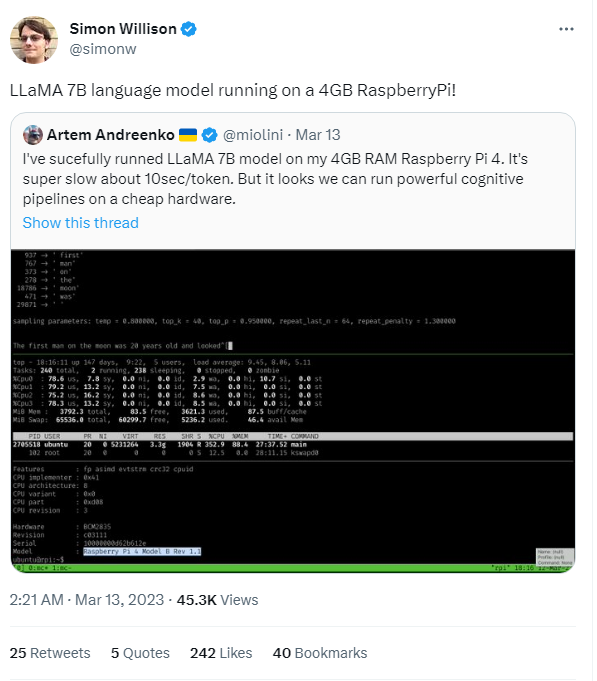 Simon Willison
@simonw
LLaMA 7B language model running on a 4GB RaspberryPi!
Artem Andreenko @miolini · Mar 13
I've sucefully runned LLaMA 7B model on my 4GB RAM Raspberry Pi 4. It's
super slow about 10sec/token. But it looks we can run powerful cognitive
pipelines on a cheap hardware.
Show this thread
937 → ' first'
767 → ' man'
373 → ' on'
278 → ' the'
18786 → ' moon'
471 → ' was'
29871 → ' '
sampling parameters: temp = 0.800000, top_k = 40, top_p = 0.950000, repeat_last_n = 64, repeat_penalty = 1.300000
The first man on the moon was 20 years old and looked
top - 18:16:11 up 147 days, 9:22, 5 users, load average: 9.45, 8.06, 5.11
Tasks: 240 total, 2 running, 238 sleeping, 0 stopped, 0 zombie
%Cpu0 : 78.6 us, 7.8 sy, 0.0 ni, 0.0 id, 2.9 wa, 0.0 hi, 10.7 si, 0.0 st
%Cpu1 : 79.2 us, 13.2 sy, 0.0 ni, 0.0 id, 7.5 wa, 0.0 hi, 0.0 si, 0.0 st
%Cpu2 : 75.2 us, 16.2 sy, 0.0 ni, 0.0 id, 8.6 wa, 0.0 hi, 0.0 si, 0.0 st
%Cpu3 : 78.3 us, 13.2 sy, 0.0 ni, 0.0 id, 8.5 wa, 0.0 hi, 0.0 si, 0.0 st
MiB Mem : 3792.3 total, 83.5 free, 3621.3 used, 87.5 buff/cache
MiB Swap: 65536.0 total, 60299.7 free, 5236.2 used. 46.4 avail Mem
PID USER PR NI VIRT RES SHR S %CPU %MEM TIME+ COMMAND
2705518 ubuntu 20 0 5231264 3.3g 1904 R 352.9 88.4 27:37.52 main
102 root 20 0 0 0 0 S 12.5 0.0 28:11.15 kswapd0
Features : fp asimd evtstrm crc32 cpuid
CPU implementer : 0x41
CPU architecture: 8
CPU variant : 0x0
CPU part : 0xd08
CPU revision : 3
Hardware : BCM2835
Revision : c03111
Serial : 10000000d62b612e
Model : Raspberry Pi 4 Model B Rev 1.1
ubuntu@rpi:~$
0] 0:mc* 1:mc- "rpi" 18:16
2:21 AM · Mar 13, 2023 · 45.3K Views
25 Retweets 5 Quotes 242 Likes 40 Bookmarks